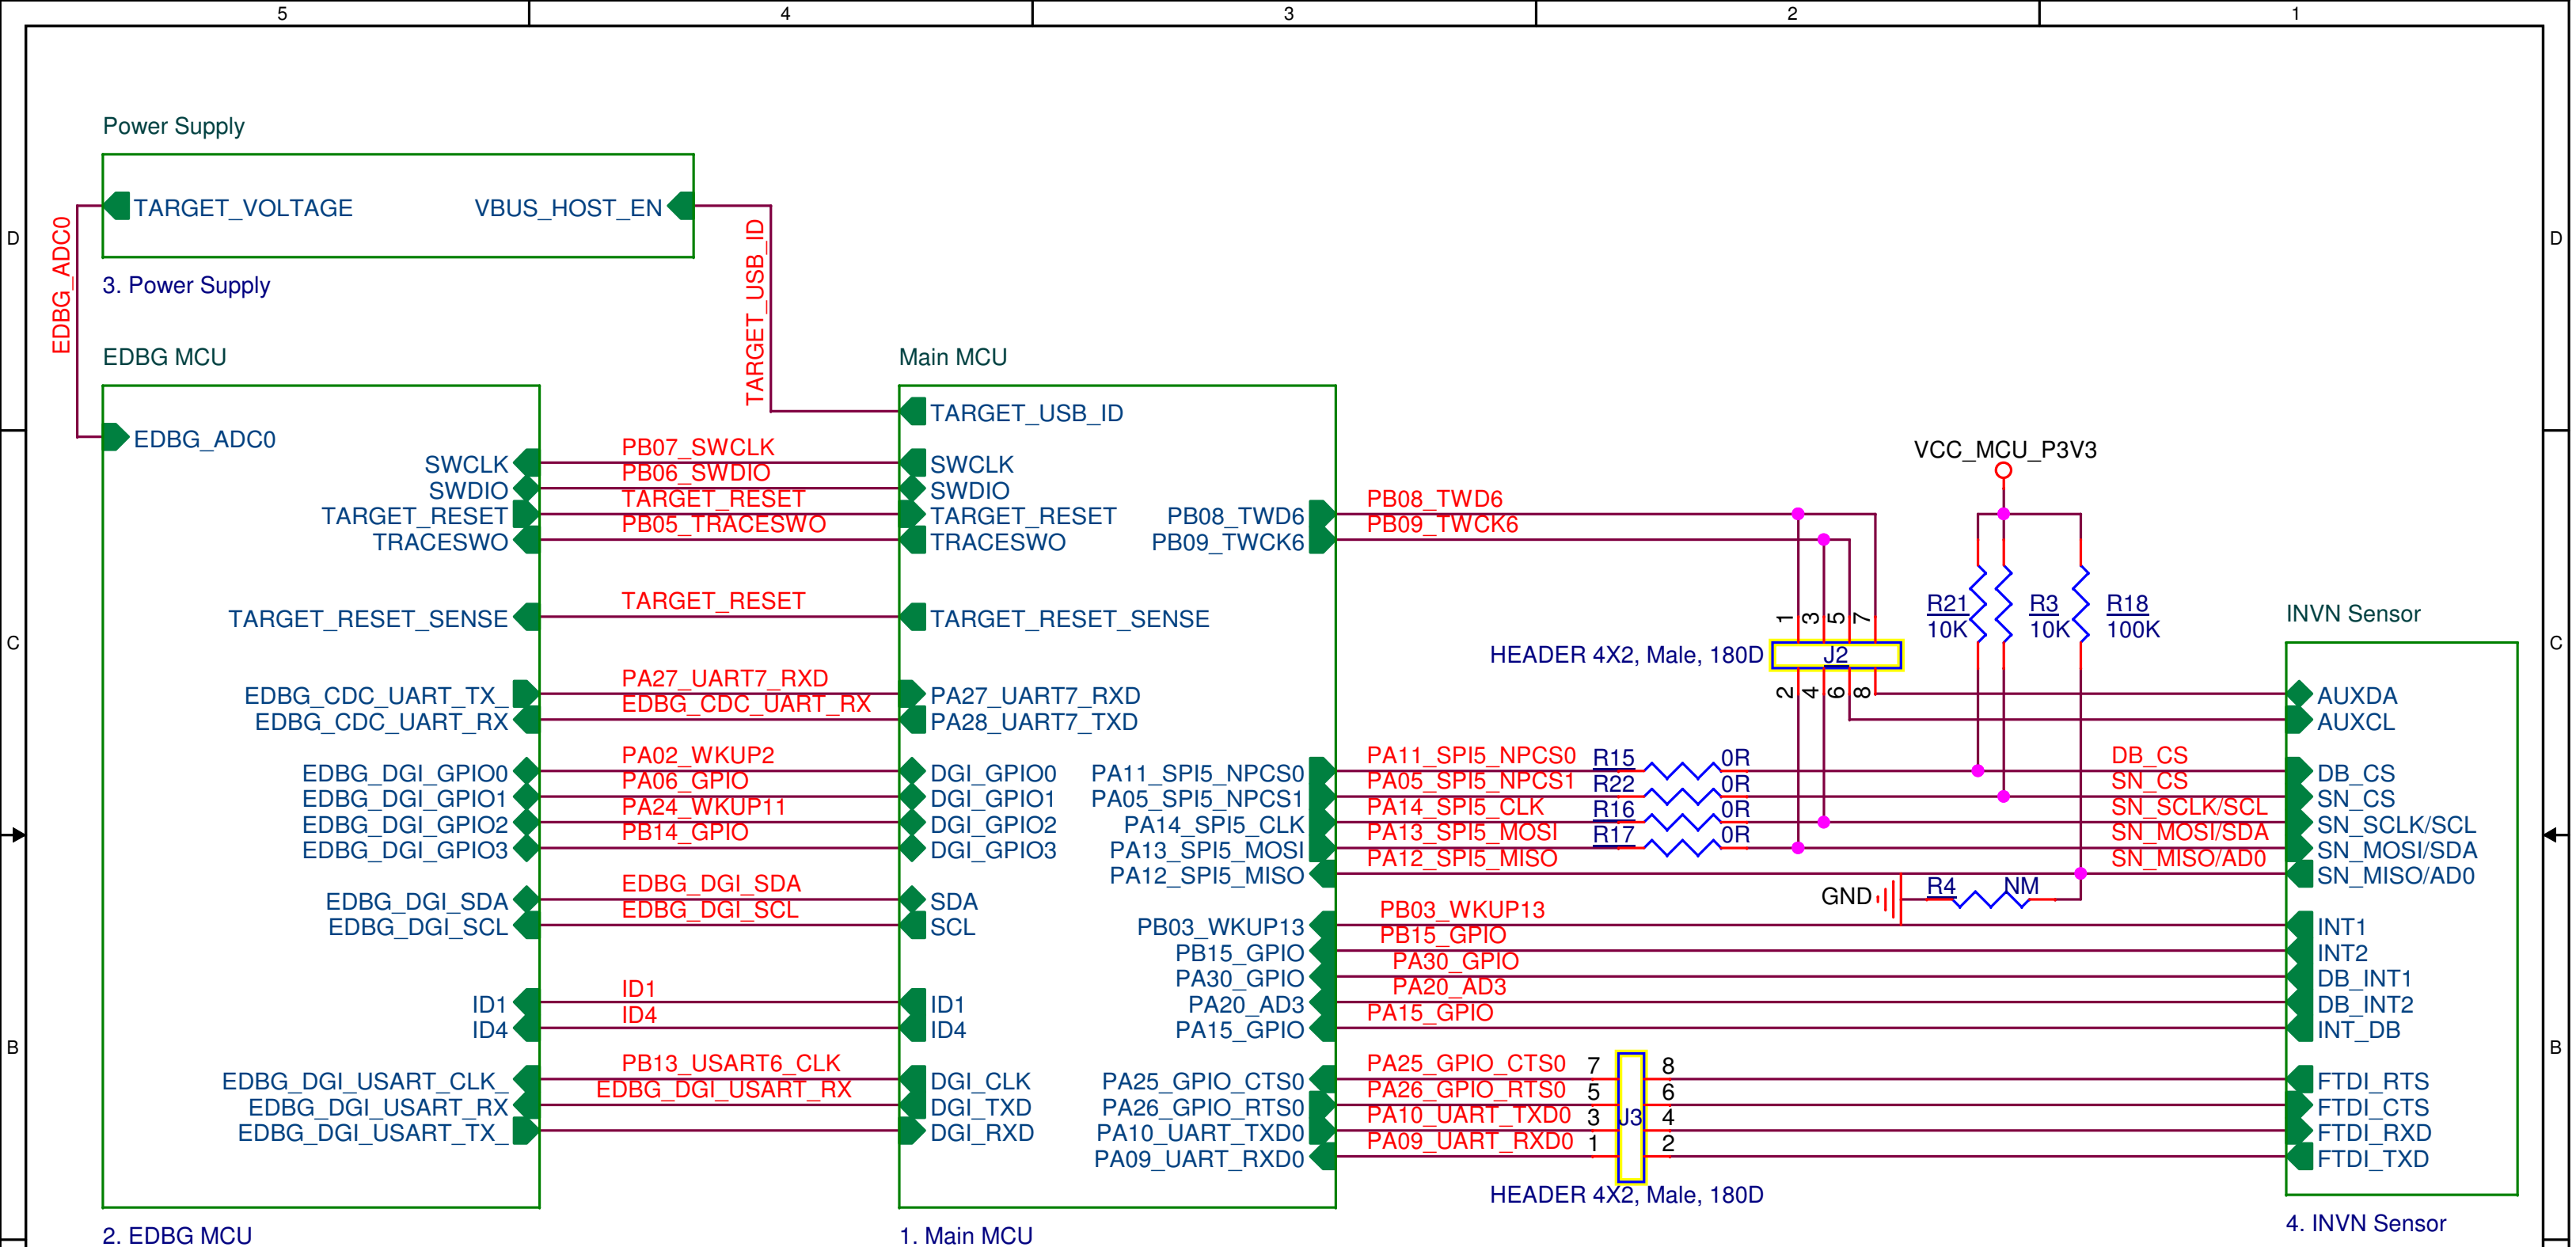 5 4 3 2 1
Power Supply
TARGET_VOLTAGE VBUS_HOST_EN
D D
EDBG_ADC0
TARGET_USB_ID
3. Power Supply
EDBG MCU
EDBG_ADC0
SWCLK
SWDIO
TARGET_RESET
TRACESWO
TARGET_RESET_SENSE
EDBG_CDC_UART_TX_
EDBG_CDC_UART_RX
EDBG_DGI_GPIO0
EDBG_DGI_GPIO1
EDBG_DGI_GPIO2
EDBG_DGI_GPIO3
EDBG_DGI_SDA
EDBG_DGI_SCL
ID1
ID4
EDBG_DGI_USART_CLK_
EDBG_DGI_USART_RX
EDBG_DGI_USART_TX_
2. EDBG MCU
PB07_SWCLK
PB06_SWDIO
TARGET_RESET
PB05_TRACESWO
TARGET_RESET
PA27_UART7_RXD
EDBG_CDC_UART_RX
PA02_WKUP2
PA06_GPIO
PA24_WKUP11
PB14_GPIO
EDBG_DGI_SDA
EDBG_DGI_SCL
ID1
ID4
PB13_USART6_CLK
EDBG_DGI_USART_RX
Main MCU
TARGET_USB_ID
SWCLK
SWDIO
TARGET_RESET
TRACESWO
TARGET_RESET_SENSE
PA27_UART7_RXD
PA28_UART7_TXD
DGI_GPIO0
DGI_GPIO1
DGI_GPIO2
DGI_GPIO3
SDA
SCL
ID1
ID4
DGI_CLK
DGI_TXD
DGI_RXD
PB08_TWD6
PB09_TWCK6
PA11_SPI5_NPCS0
PA05_SPI5_NPCS1
PA14_SPI5_CLK
PA13_SPI5_MOSI
PA12_SPI5_MISO
PB03_WKUP13
PB15_GPIO
PA30_GPIO
PA20_AD3
PA15_GPIO
PA25_GPIO_CTS0
PA26_GPIO_RTS0
PA10_UART_TXD0
PA09_UART_RXD0
1. Main MCU
PB08_TWD6
PB09_TWCK6
VCC_MCU_P3V3
1 3 5 7
HEADER 4X2, Male, 180D J2
2 4 6 8
R21 10K
R3 10K
R18 100K
C C
PA11_SPI5_NPCS0 R15 0R DB_CS
PA05_SPI5_NPCS1 R22 0R SN_CS
PA14_SPI5_CLK R16 0R SN_SCLK/SCL
PA13_SPI5_MOSI R17 0R SN_MOSI/SDA
PA12_SPI5_MISO SN_MISO/AD0
GND R4 NM
PB03_WKUP13
PB15_GPIO
PA30_GPIO
PA20_AD3
PA15_GPIO
PA25_GPIO_CTS0 7 8
PA26_GPIO_RTS0 5 6
PA10_UART_TXD0 3 J3 4
PA09_UART_RXD0 1 2
HEADER 4X2, Male, 180D
INVN Sensor
AUXDA
AUXCL
DB_CS
SN_CS
SN_SCLK/SCL
SN_MOSI/SDA
SN_MISO/AD0
INT1
INT2
DB_INT1
DB_INT2
INT_DB
FTDI_RTS
FTDI_CTS
FTDI_RXD
FTDI_TXD
4. INVN Sensor
B B